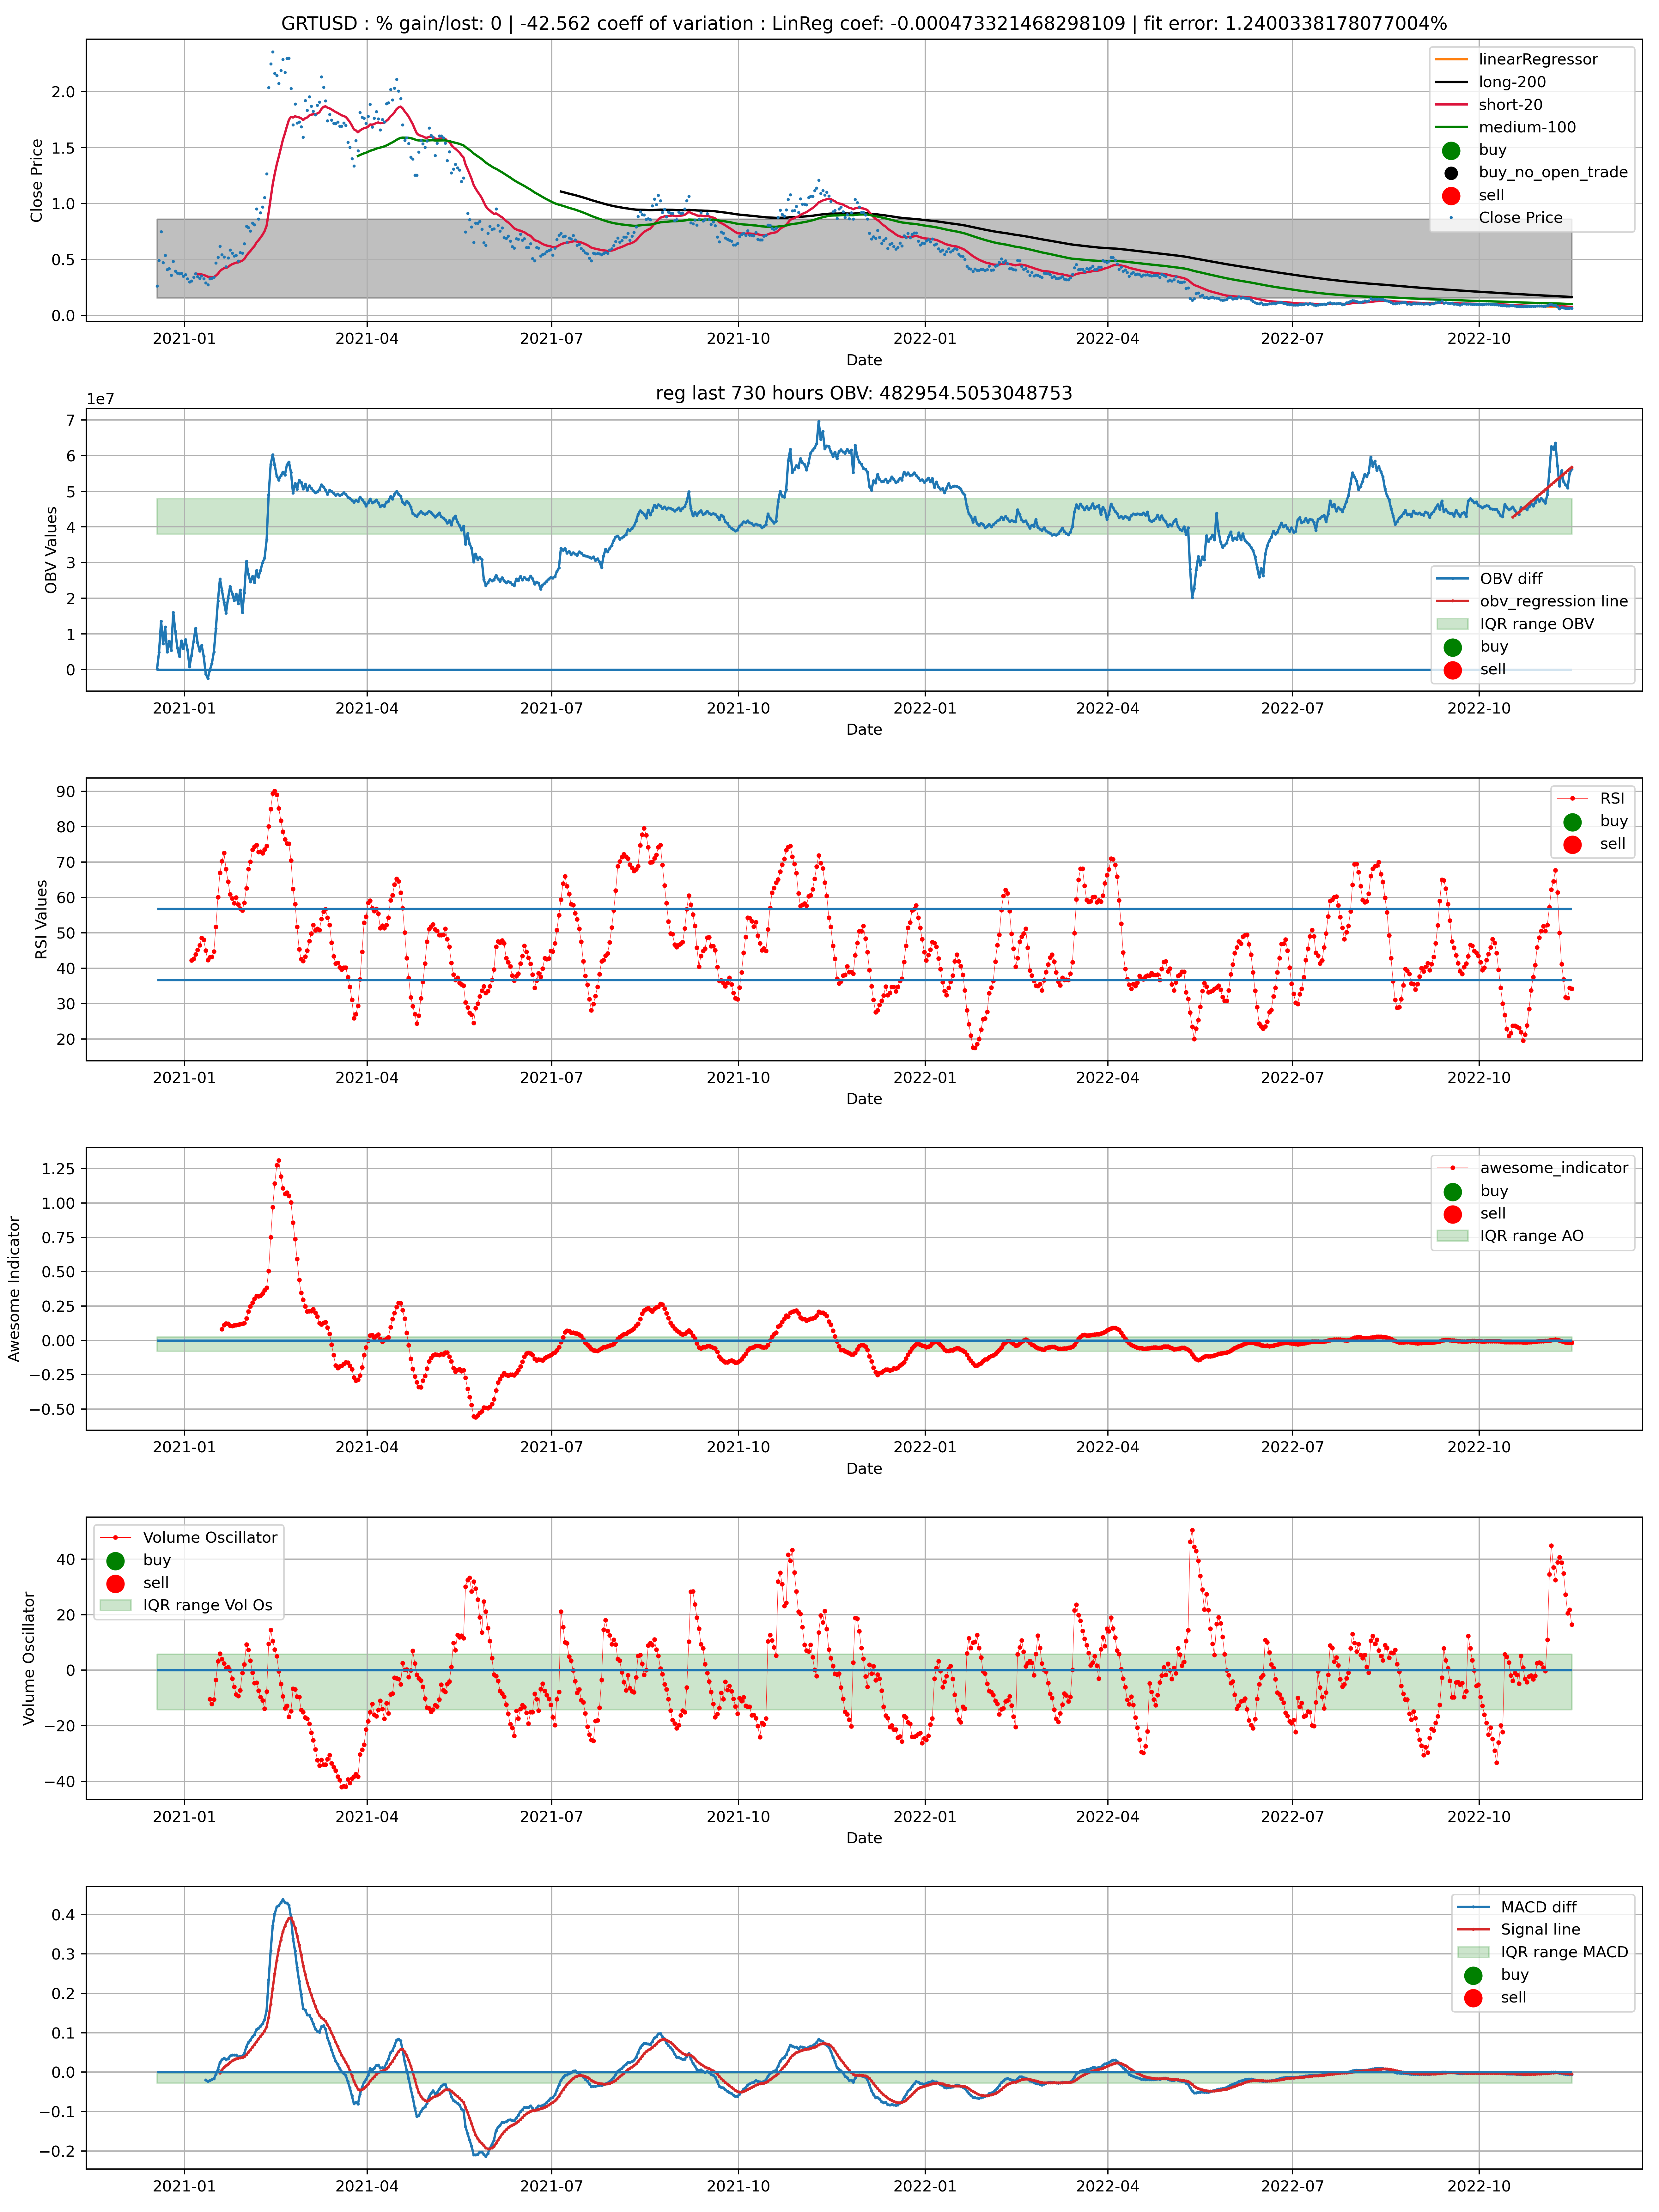 GRTUSD : % gain/lost: 0 | -42.562 coeff of variation : LinReg coef: -0.000473321468298109 | fit error: 1.2400338178077004%
linearRegressor
long-200
short-20
medium-100
buy
buy_no_open_trade
sell
Close Price
Close Price
2.0
1.5
1.0
0.5
0.0
2021-01 2021-04 2021-07 2021-10 2022-01 2022-04 2022-07 2022-10
Date
reg last 730 hours OBV: 482954.5053048753
1e7
OBV Values
7
6
5
4
3
2
1
0
OBV diff
obv_regression line
IQR range OBV
buy
sell
2021-01 2021-04 2021-07 2021-10 2022-01 2022-04 2022-07 2022-10
Date
RSI Values
90
80
70
60
50
40
30
20
RSI
buy
sell
2021-01 2021-04 2021-07 2021-10 2022-01 2022-04 2022-07 2022-10
Date
Awesome Indicator
1.25
1.00
0.75
0.50
0.25
0.00
−0.25
−0.50
awesome_indicator
buy
sell
IQR range AO
2021-01 2021-04 2021-07 2021-10 2022-01 2022-04 2022-07 2022-10
Date
Volume Oscillator
40
20
0
−20
−40
Volume Oscillator
buy
sell
IQR range Vol Os
2021-01 2021-04 2021-07 2021-10 2022-01 2022-04 2022-07 2022-10
Date
0.4
0.3
0.2
0.1
0.0
−0.1
−0.2
MACD diff
Signal line
IQR range MACD
buy
sell
2021-01 2021-04 2021-07 2021-10 2022-01 2022-04 2022-07 2022-10